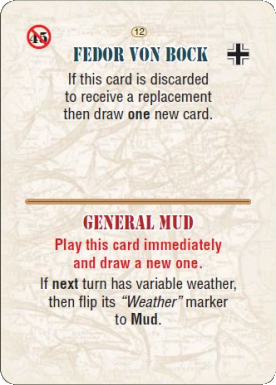 45
12
FEDOR VON BOCK
If this card is discarded
to receive a replacement
then draw one new card.
GENERAL MUD
Play this card immediately
and draw a new one.
If next turn has variable weather,
then flip its "Weather" marker
to Mud.